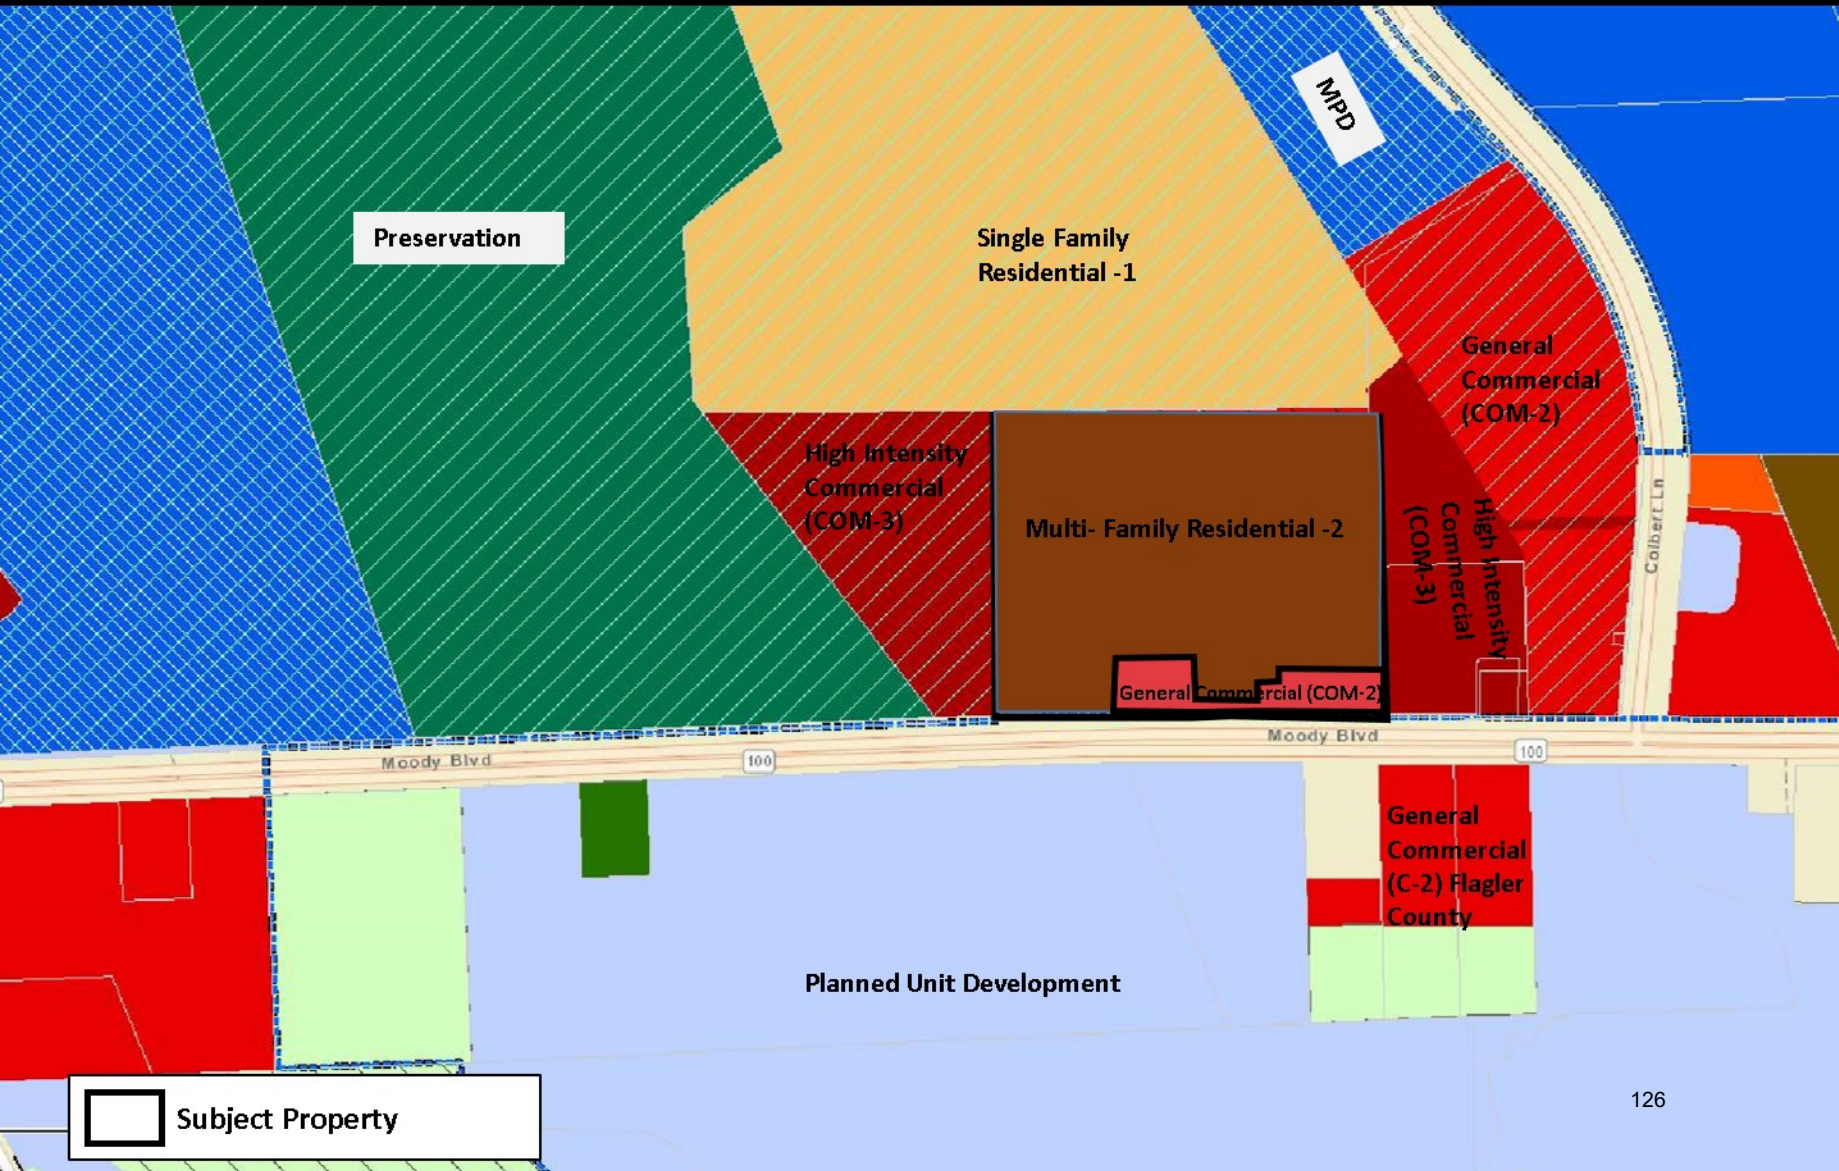 MPD
Preservation
Single Family
Residential -1
General
Commercial
(COM-2)
High Intensity
Commercial
(COM-3)
Multi- Family Residential -2
High Intensity
Commercial
(COM-3)
Colbert Ln
General Commercial (COM-2)
Moody Blvd
100
Moody Blvd
100
General
Commercial
(C-2) Flagler
County
Planned Unit Development
Subject Property
126